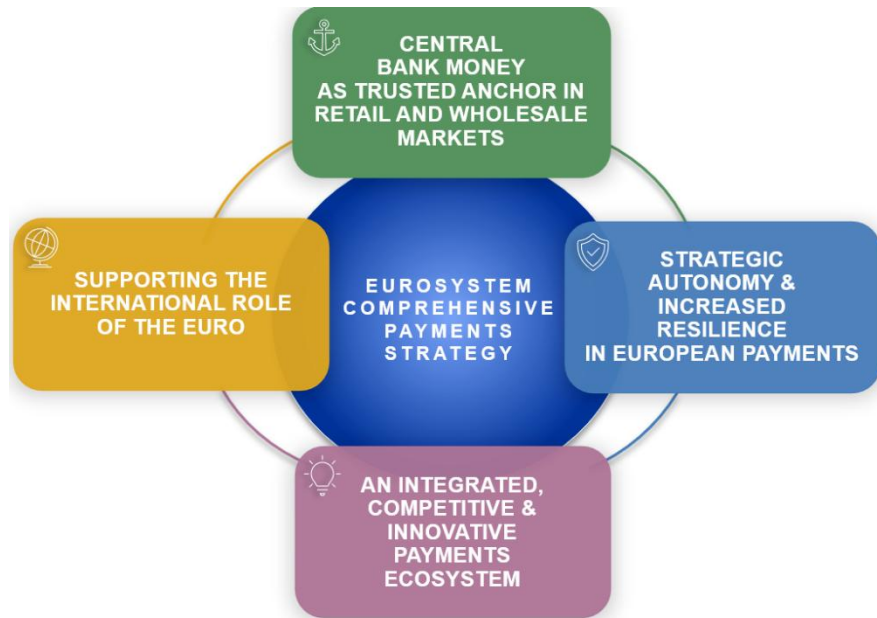 CENTRAL
BANK MONEY
AS TRUSTED ANCHOR IN
RETAIL AND WHOLESALE
MARKETS
SUPPORTING THE
INTERNATIONAL ROLE
OF THE EURO
EUROSYSTEM
COMPREHENSIVE
PAYMENTS
STRATEGY
STRATEGIC
AUTONOMY &
INCREASED
RESILIENCE
IN EUROPEAN PAYMENTS
AN INTEGRATED,
COMPETITIVE &
INNOVATIVE
PAYMENTS
ECOSYSTEM